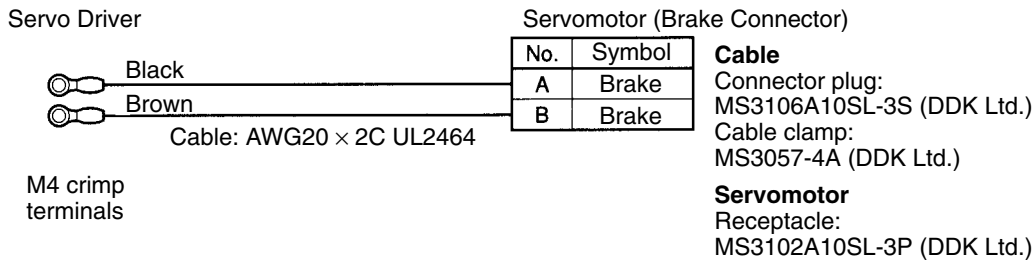 Servo Driver
Servomotor (Brake Connector)
No. Symbol
A Brake
B Brake
Black
Brown
Cable: AWG20 × 2C UL2464
M4 crimp
terminals
Cable
Connector plug:
MS3106A10SL-3S (DDK Ltd.)
Cable clamp:
MS3057-4A (DDK Ltd.)
Servomotor
Receptacle:
MS3102A10SL-3P (DDK Ltd.)